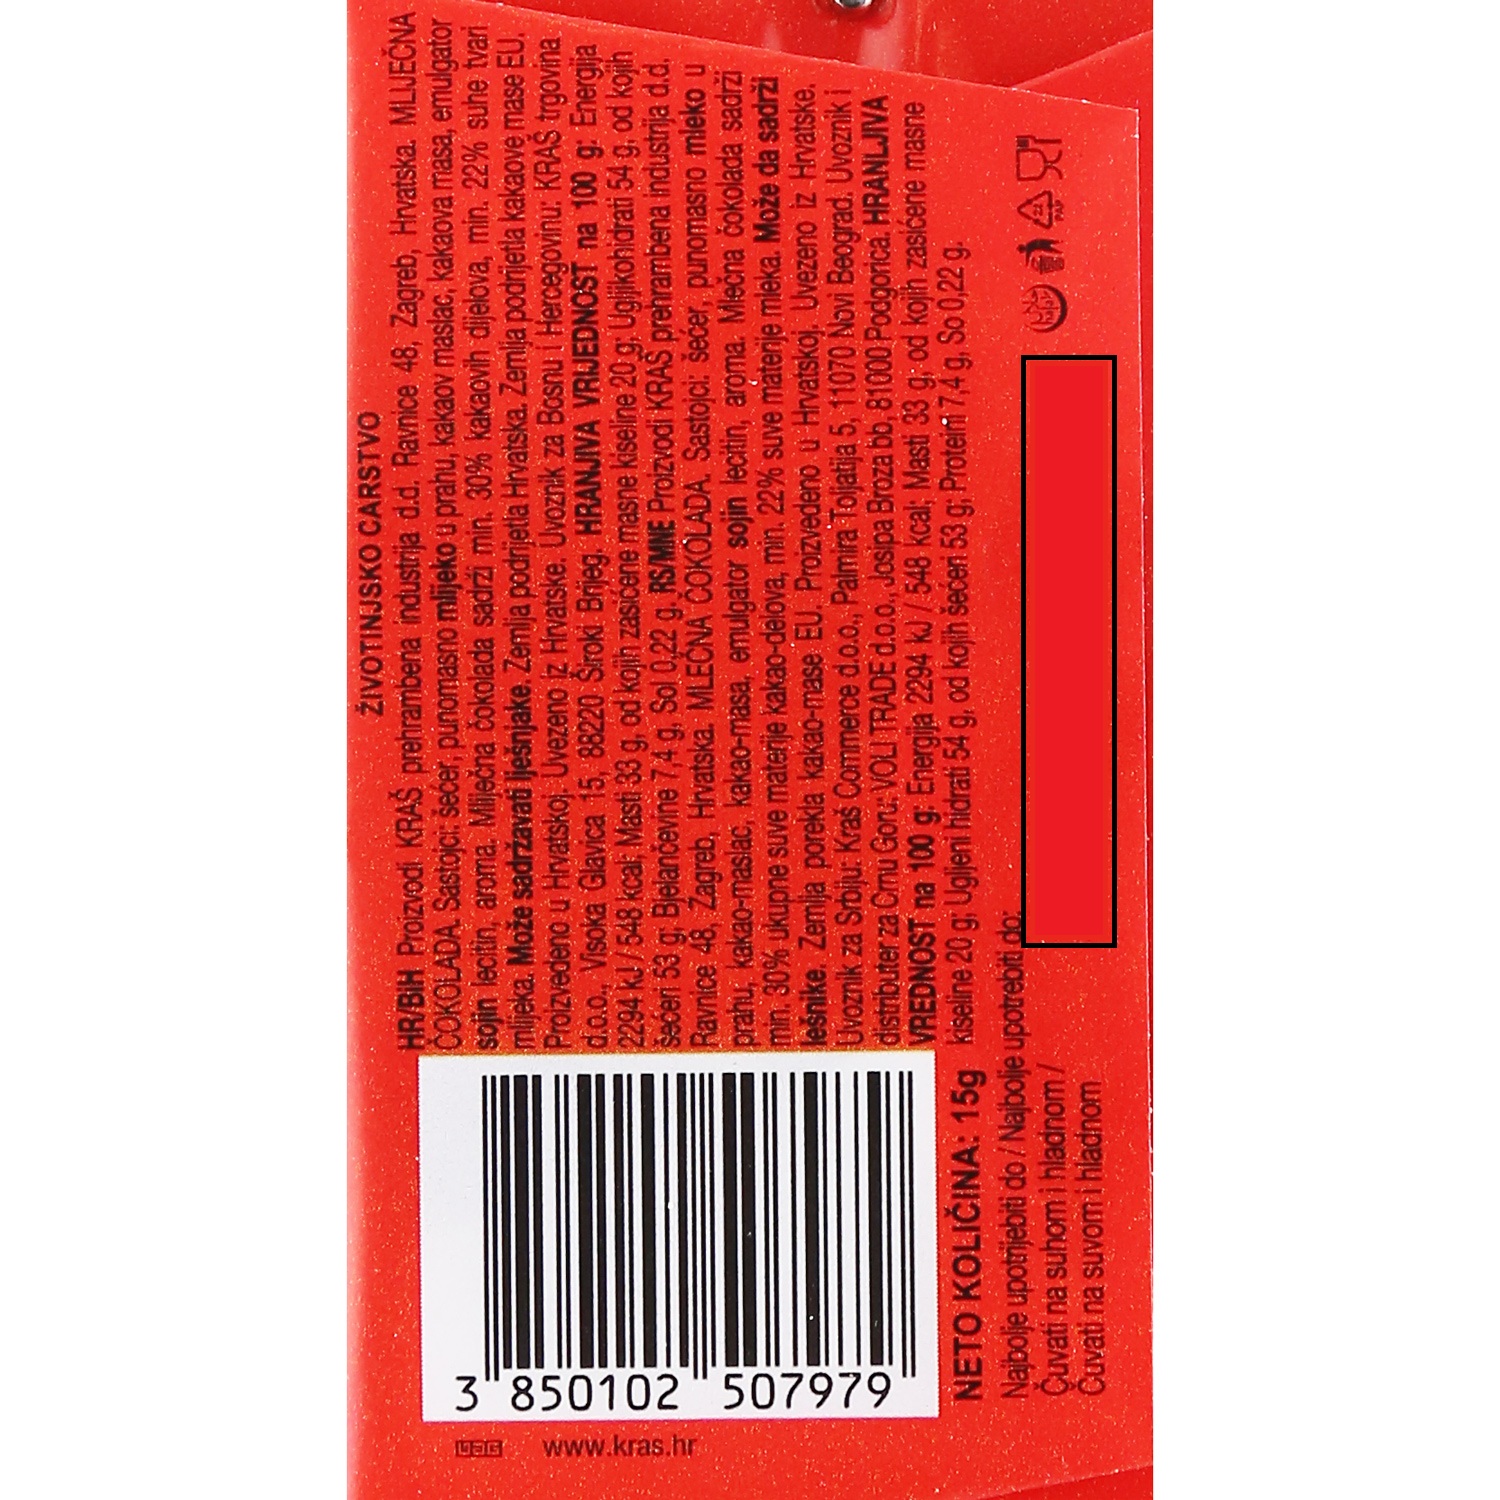 ŽIVOTINJSKO CARSTVO
HR/BiH Proizvodi KRAŠ prehrambena industrija d.d. Ravnice 48, Zagreb, Hrvatska. MLIJEČNA
ČOKOLADA Sastojci: šećer, punomasno mlijeko u prahu, kakaov maslac, kakaova masa, emulgator
sojin lecitin, aroma. Mliječna čokolada sadrži min. 30% kakaovih dijelova, min. 22% suhe tvari
mlijeka. Može sadržavati lješnjake. Zemlja podrijetla Hrvatska. Zemlja podrijetla kakaove mase EU.
Proizvedeno u Hrvatskoj. Uvezeno iz Hrvatske. Uvoznik za Bosnu i Hercegovinu: KRAŠ trgovina
d.o.o., Visoka Glavica 15, 88220 Široki Brijeg. HRANJIVA VRIJEDNOST na 100 g: Energija
2294 kJ / 548 kcal; Masti 33 g, od kojih zasićene masne kiseline 20 g; Ugljikohidrati 54 g, od kojih
šećeri 53 g; Bjelančevine 7,4 g, Sol 0,22 g. RS/MNE Proizvodi KRAŠ prehrambena industrija d.d.
Ravnice 48, Zagreb, Hrvatska. MLEČNA ČOKOLADA. Sastojci: šećer, punomasno mleko u
prahu, kakao-maslac, kakao-masa, emulgator sojin lecitin, aroma. Mlečna čokolada sadrži
min. 30% ukupne suve materije kakao-delova, min. 22% suve materije mleka. Može da sadrži
lešnike. Zemlja porekla kakao-mase EU. Proizvedeno u Hrvatskoj. Uvezeno iz Hrvatske.
Uvoznik za Srbiju: Kraš Commerce d.o.o., Palmira Toljatija 5, 11070 Novi Beograd. Uvoznik i
distributer za Crnu Goru: VOLI TRADE d.o.o., Josipa Broza bb, 81000 Podgorica. HRANLJIVA
VREDNOST na 100 g: Energija 2294 kJ / 548 kcal; Masti 33 g, od kojih zasićene masne
kiseline 20 g; Ugljeni hidrati 54 g, od kojih šećeri 53 g; Proteini 7,4 g, So 0,22 g.
NETO KOLIČINA: 15g
Najbolje upotrijebiti do / Najbolje upotrebiti do:
Čuvati na suhom i hladnom /
Čuvati na suvom i hladnom
3 850102 507979
www.kras.hr